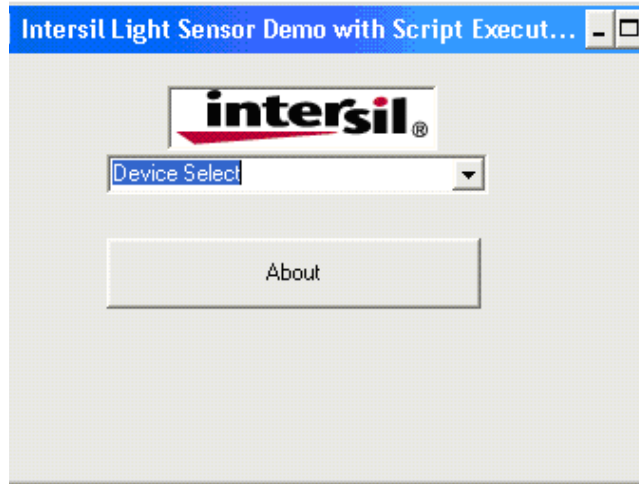 Intersil Light Sensor Demo with Script Execut...
intersil®
Device Select
About